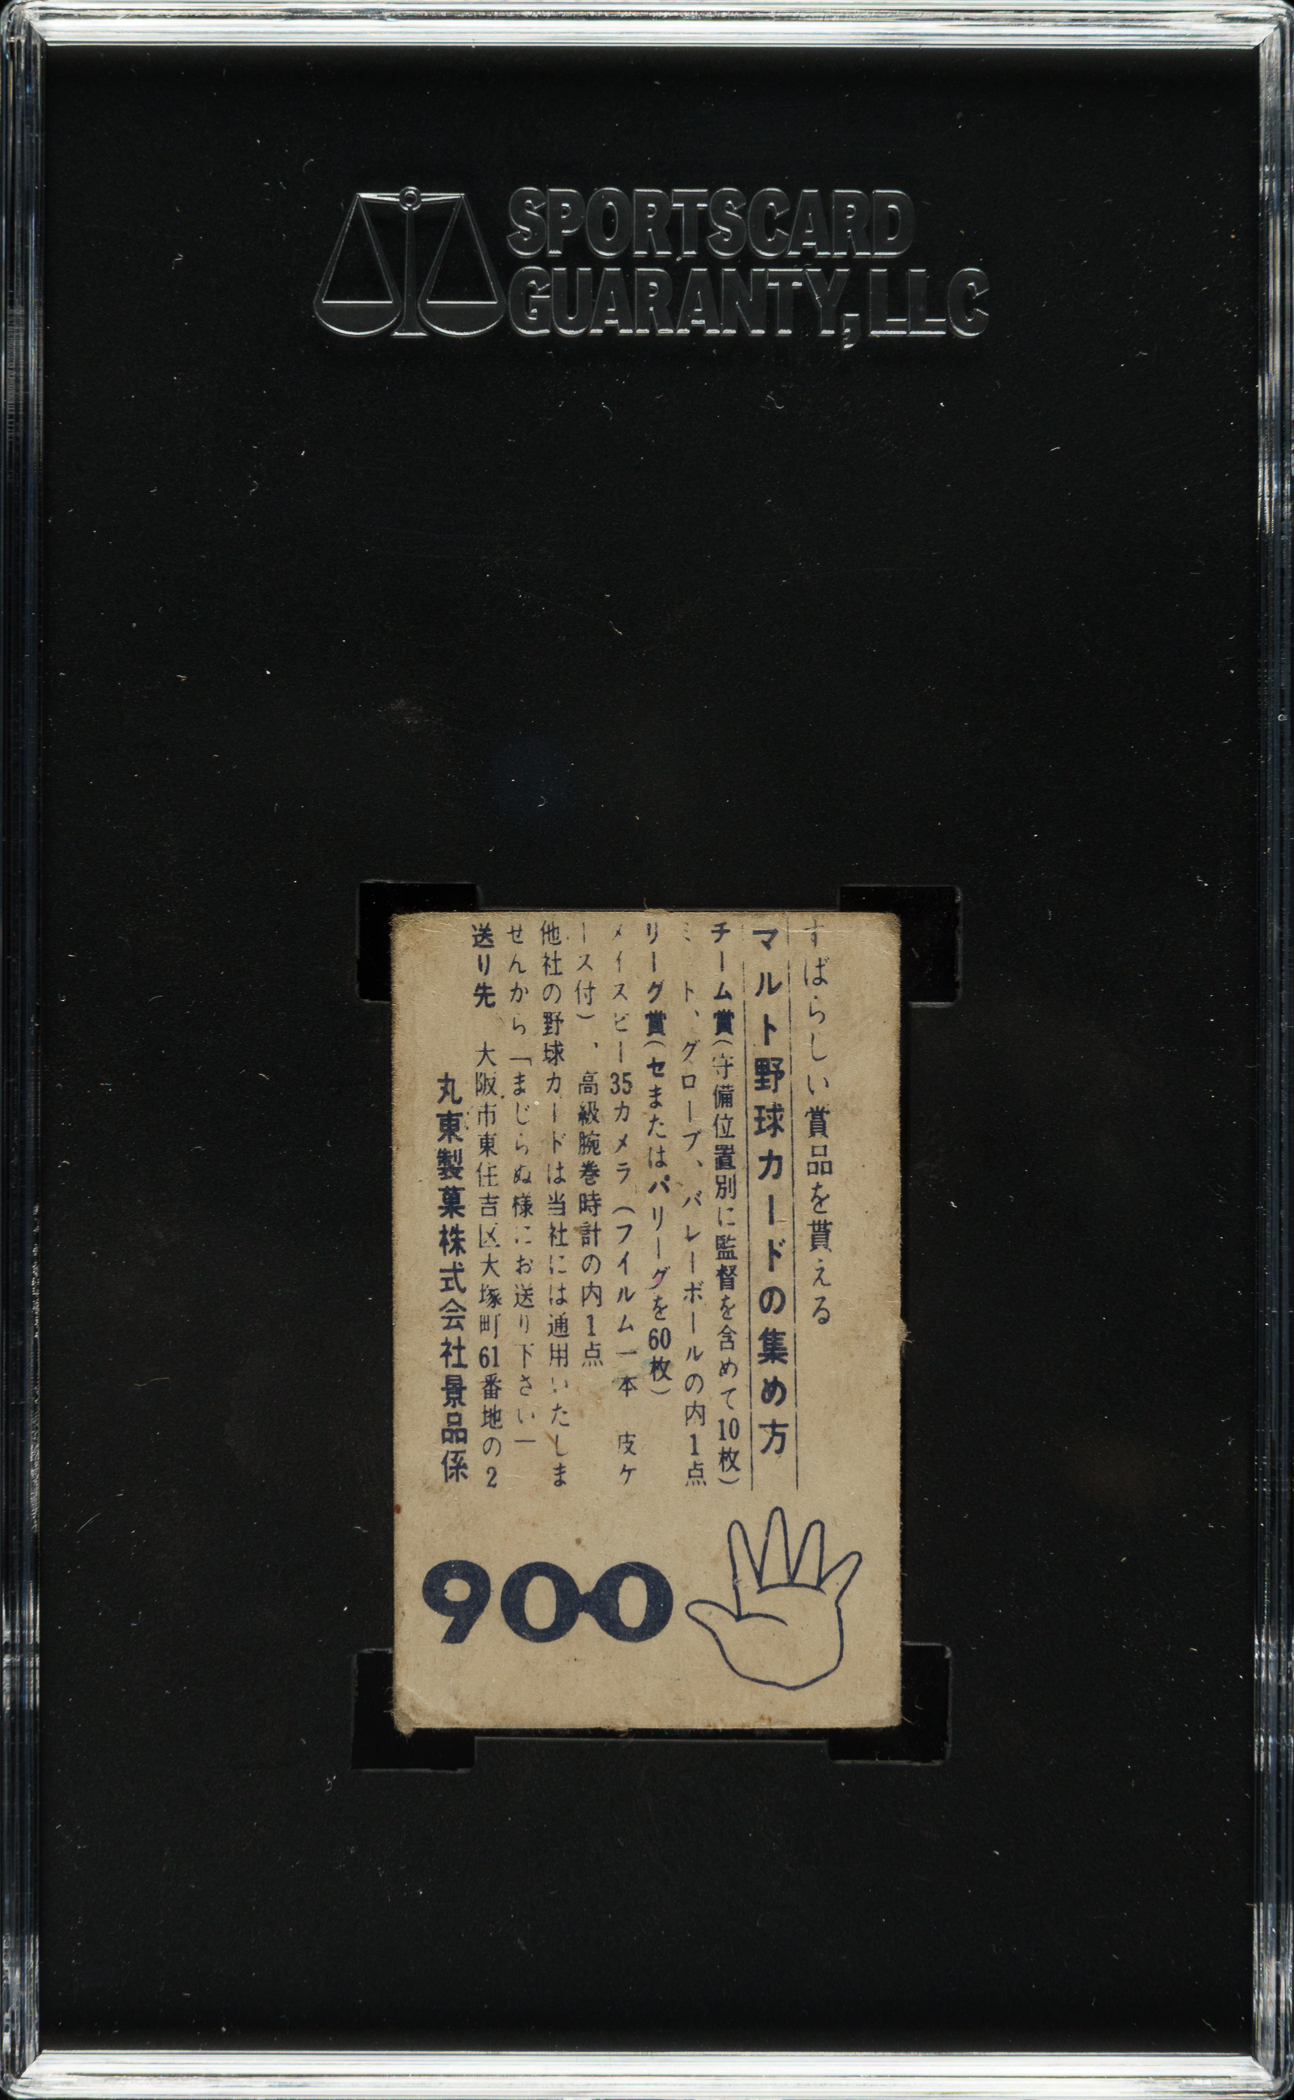 SPORTSCARD
GUARANTY, LLC
すばらしい賞品を貰える
マルト野球カードの集め方
チーム賞(守備位置別に監督を含めて10枚)
ミット、グローブ、バレーボールの内1点
リーグ賞(セまたはパリーグを60枚)
メイスピー35カメラ(フイルム一本 皮ケ
ース付)、高級腕巻時計の内1点
他社の野球カードは当社には通用いたしま
せんから「まじらぬ様にお送り下さい」
送り先 大阪市東住吉区大塚町61番地の2
丸東製菓株式会社景品係
900